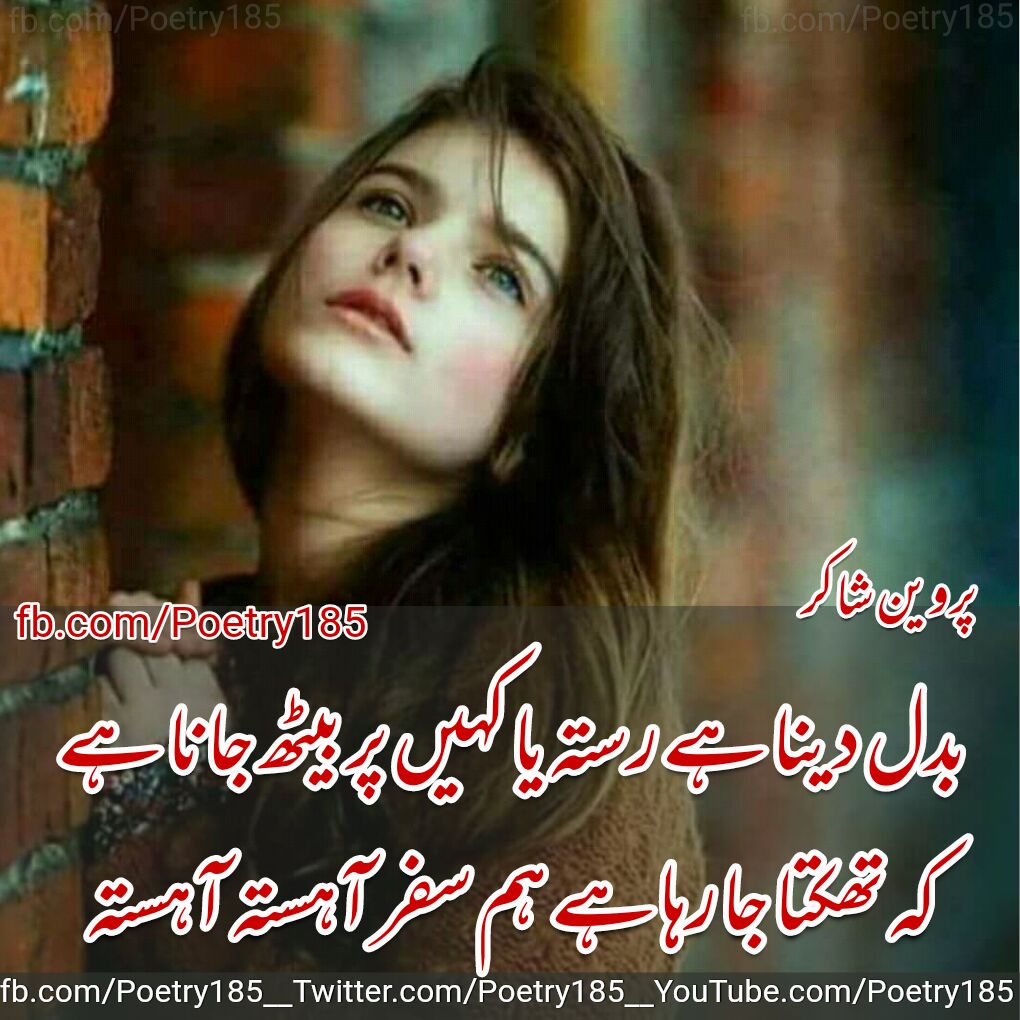 fb.com/Poetry185
fb.com/Poetry185
پروین شاکر
fb.com/Poetry185
بدل دینا ہے رستہ یا کہیں پر بیٹھ جانا ہے
کہ تھکتا جا رہا ہے ہم سفر آہستہ آہستہ
fb.com/Poetry185__Twitter.com/Poetry185__YouTube.com/Poetry185